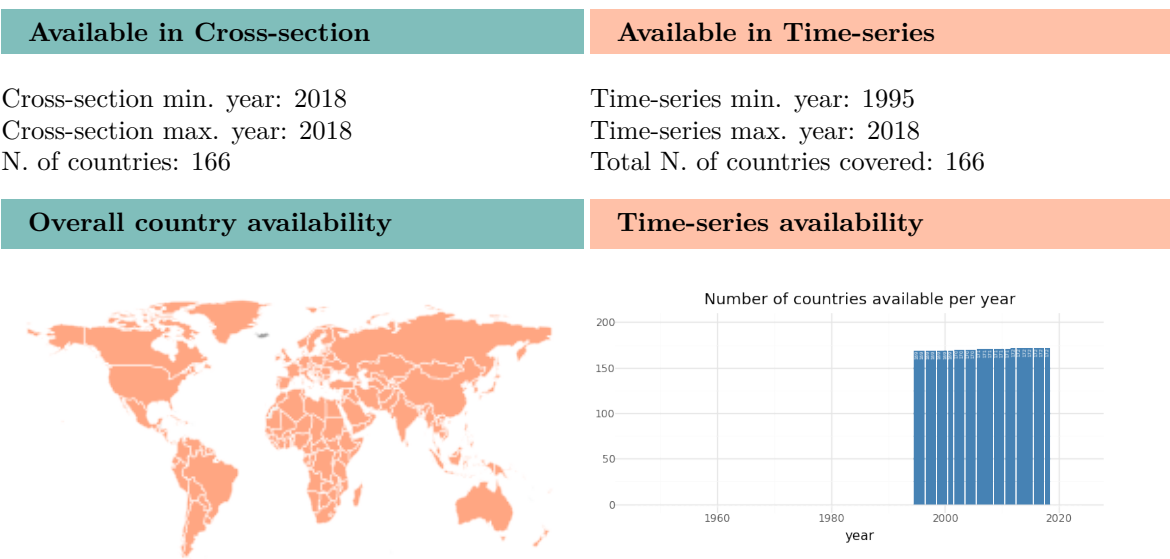 Available in Cross-section
Cross-section min. year: 2018
Cross-section max. year: 2018
N. of countries: 166
Available in Time-series
Time-series min. year: 1995
Time-series max. year: 2018
Total N. of countries covered: 166
Overall country availability
Time-series availability
Number of countries available per year
200
150
100
50
0
1960 1980 2000 2020
year